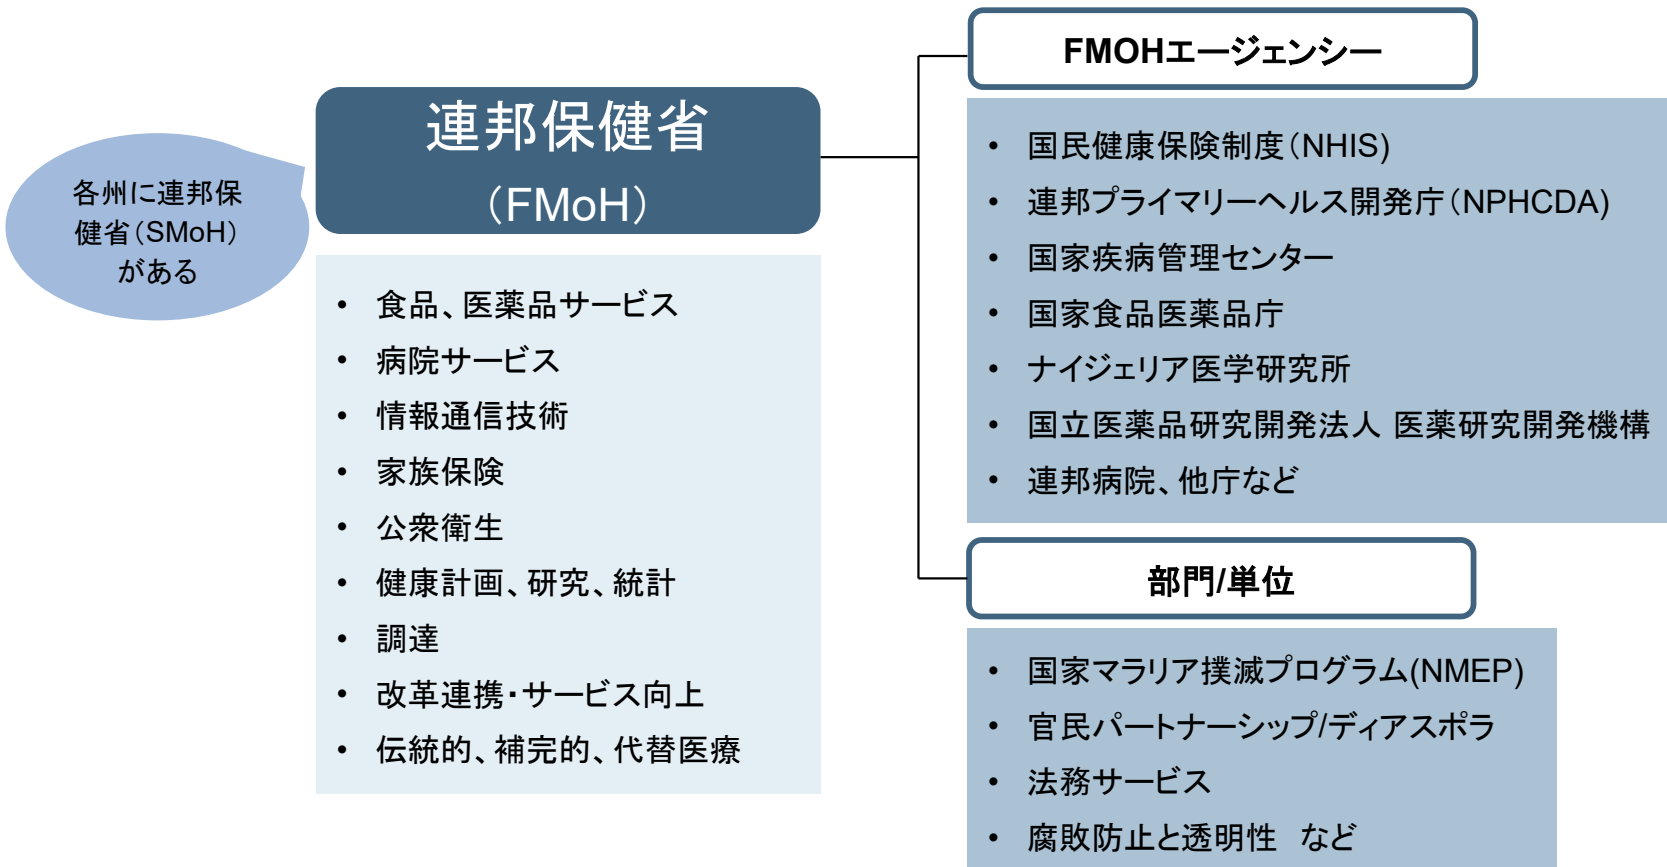 各州に連邦保
健省（SMoH）
がある
連邦保健省
（FMoH）
• 食品、医薬品サービス
• 病院サービス
• 情報通信技術
• 家族保険
• 公衆衛生
• 健康計画、研究、統計
• 調達
• 改革連携・サービス向上
• 伝統的、補完的、代替医療
FMOHエージェンシー
• 国民健康保険制度（NHIS)
• 連邦プライマリーヘルス開発庁（NPHCDA)
• 国家疾病管理センター
• 国家食品医薬品庁
• ナイジェリア医学研究所
• 国立医薬品研究開発法人 医薬研究開発機構
• 連邦病院、他庁など
部門/単位
• 国家マラリア撲滅プログラム(NMEP)
• 官民パートナーシップ/ディアスポラ
• 法務サービス
• 腐敗防止と透明性　など